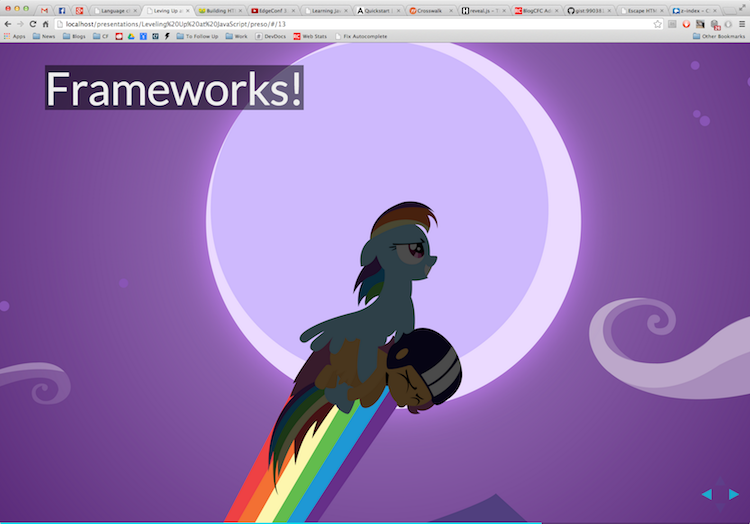 Language o
Leving Up a
Building HT
EdgeConf 3
Learning Jo
Quickstart
Crosswalk
reveal.js – T
BlogCFC Ad
gist:99039
Escape HTM
z-index – C
localhost/presentations/Leveling%20Up%20at%20JavaScript/preso/#/13
Apps
News
Blogs
CF
To Follow Up
Work
DevDocs
Web Stats
Fix Autocomplete
Other Bookmarks
Frameworks!